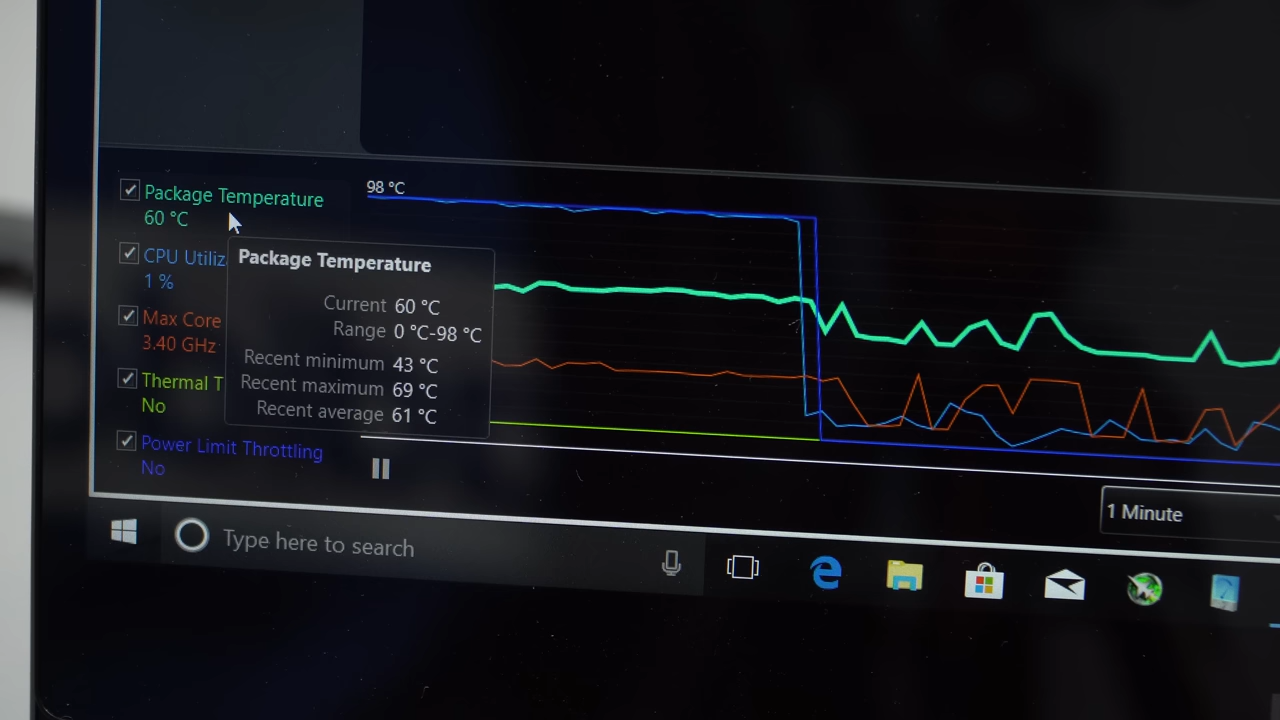 98 °C
Package Temperature
60 °C
CPU Utiliz
1 %
Max Core
3.40 GHz
Thermal T
No
Power Limit Throttling
No
Package Temperature
Current 60 °C
Range 0 °C-98 °C
Recent minimum 43 °C
Recent maximum 69 °C
Recent average 61 °C
1 Minute
Type here to search